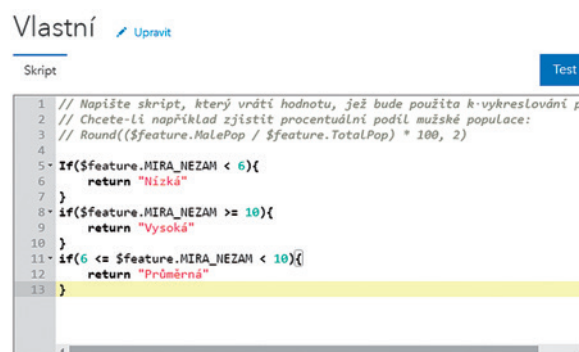 Vlastní Upravit
Skript Test
1 // Napište skript, který vrátí hodnotu, jež bude použita k·vykreslování
2 // Chcete-li například zjistit procentuální podíl mužské populace:
3 // Round(($feature.MalePop / $feature.TotalPop) * 100, 2)
4
5 If($feature.MIRA_NEZAM < 6){
6 return "Nízká"
7 }
8 if($feature.MIRA_NEZAM >= 10){
9 return "Vysoká"
10 }
11 if(6 <= $feature.MIRA_NEZAM < 10){
12 return "Průměrná"
13 }